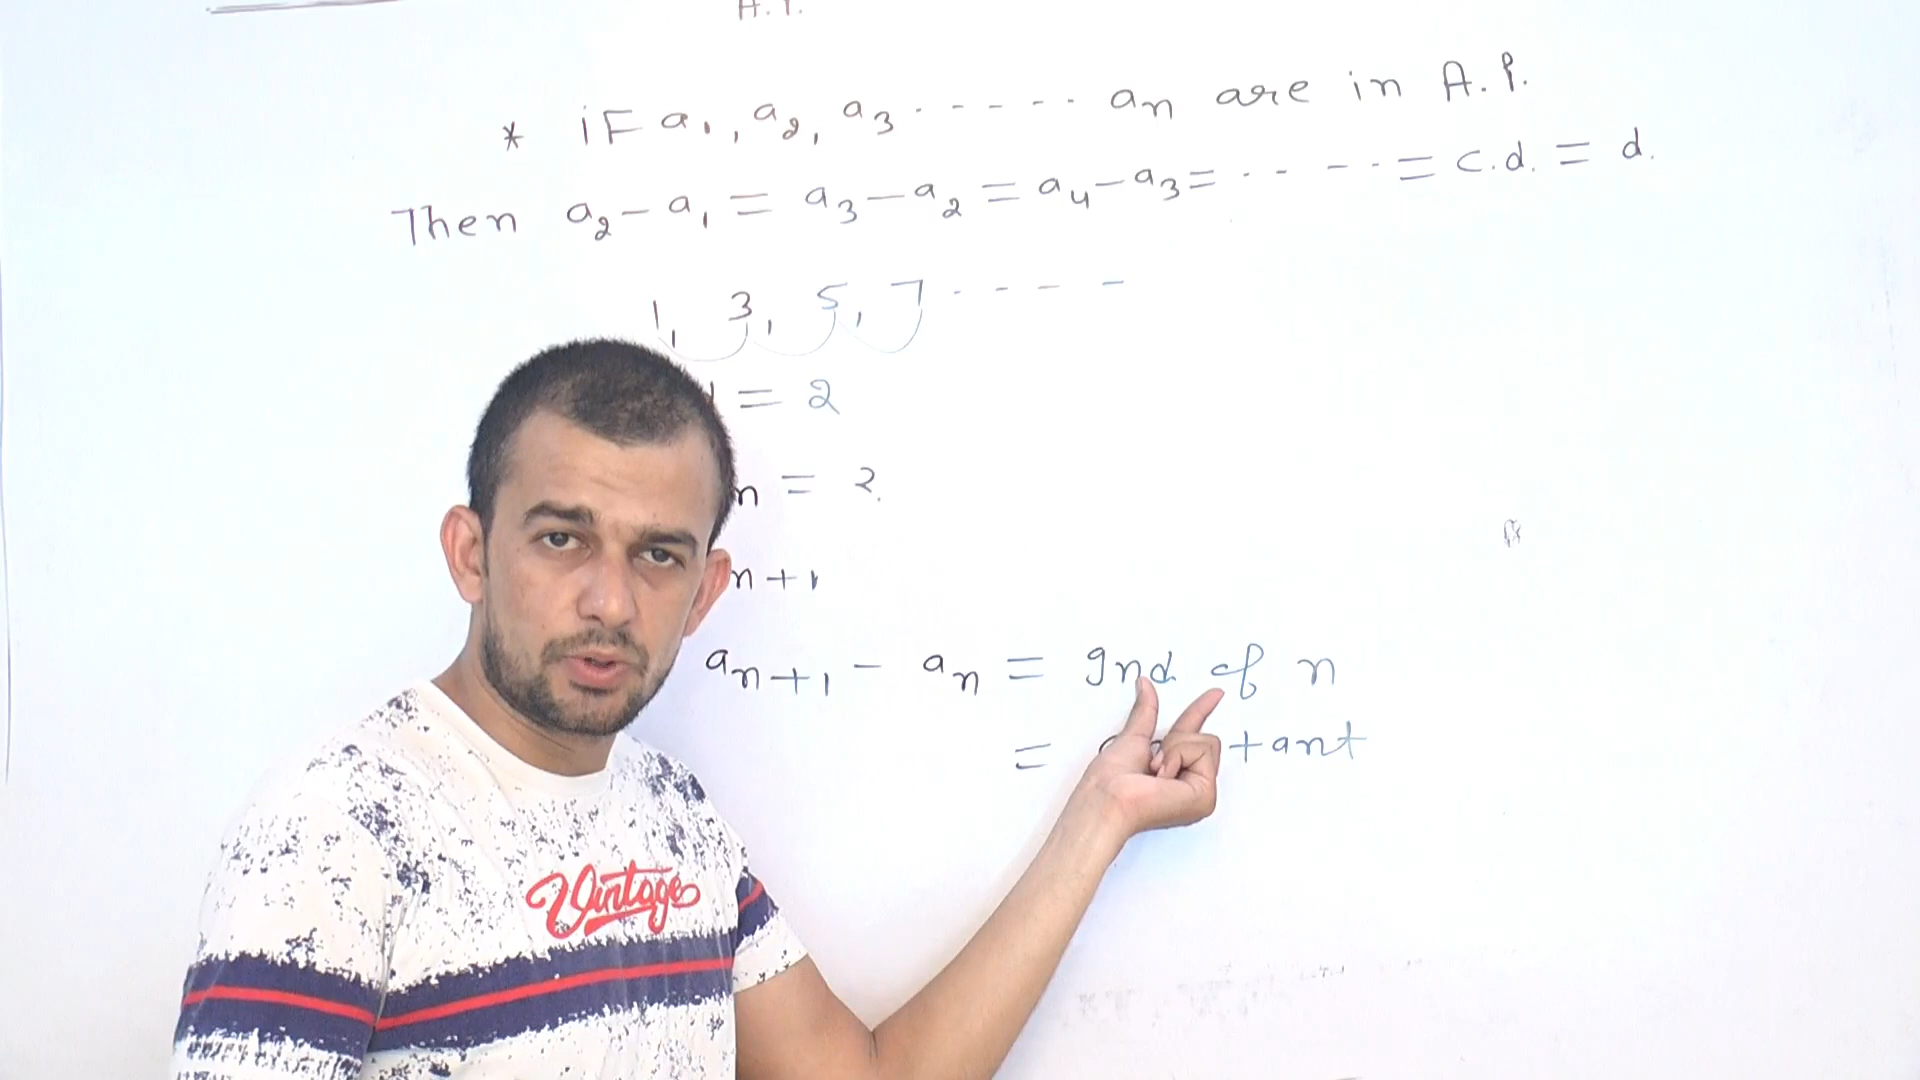 A.P.
* iF a₁, a₂, a₃ ------ aₙ are in A.P.
Then a₂ - a₁ = a₃ - a₂ = a₄ - a₃ = ------ = c.d. = d.
1, 3, 5, 7 - - - -
= 2
n = 2.
n+1
aₙ₊₁ - aₙ = Ind of n
=
Vintage